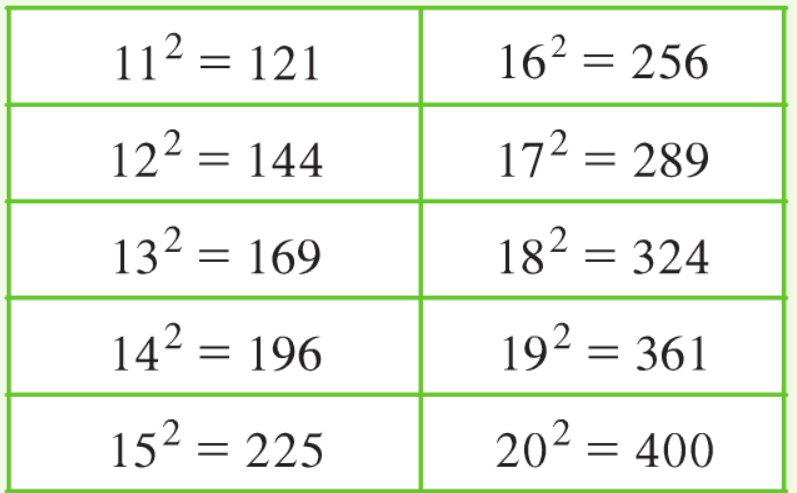 11² = 121 16² = 256
12² = 144 17² = 289
13² = 169 18² = 324
14² = 196 19² = 361
15² = 225 20² = 400